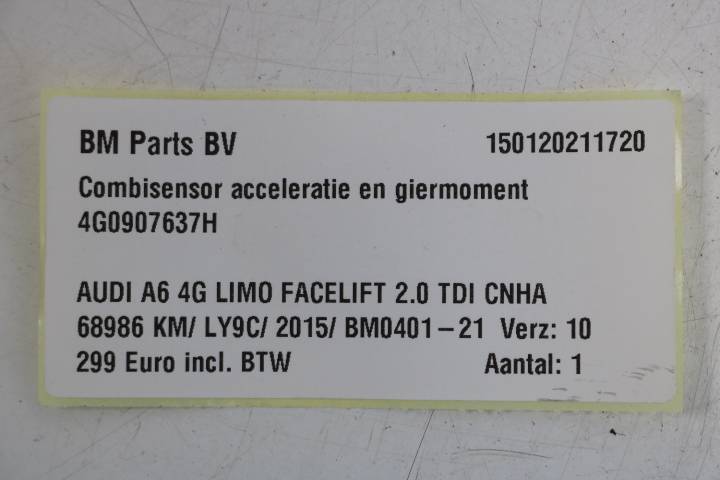 BM Parts BV 150120211720
Combisensor acceleratie en giermoment
4G0907637H
AUDI A6 4G LIMO FACELIFT 2.0 TDI CNHA
68986 KM/ LY9C/ 2015/ BM0401-21 Verz: 10
299 Euro incl. BTW Aantal: 1